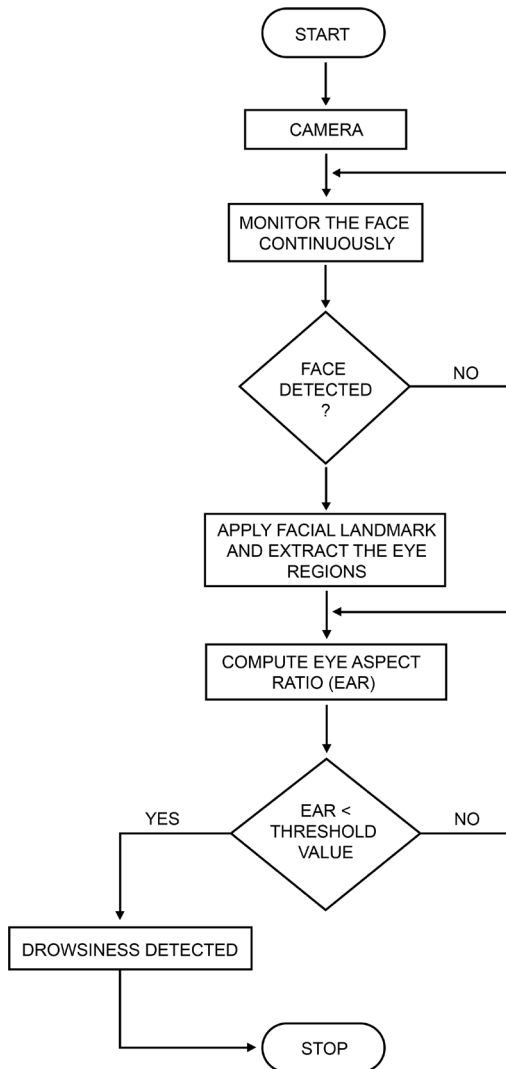 START
CAMERA
MONITOR THE FACE
CONTINUOUSLY
FACE
DETECTED
?
NO
APPLY FACIAL LANDMARK
AND EXTRACT THE EYE
REGIONS
COMPUTE EYE ASPECT
RATIO (EAR)
EAR <
THRESHOLD
VALUE
YES
NO
DROWSINESS DETECTED
STOP